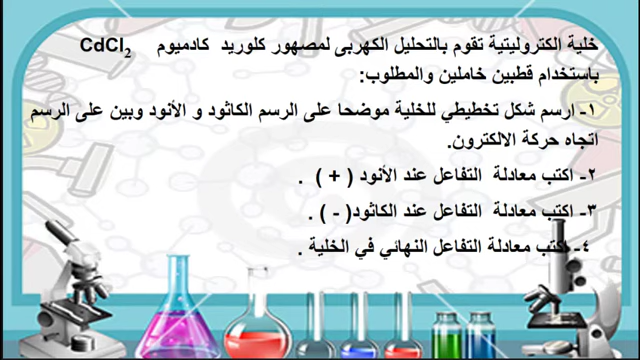 خلية الكتروليتية تقوم بالتحليل الكهربى لمصهور كلوريد كادميوم CdCl₂
باستخدام قطبين خاملين والمطلوب:
١- ارسم شكل تخطيطي للخلية موضحا على الرسم الكاثود و الأنود وبين على الرسم
اتجاه حركة الالكترون.
٢- اكتب معادلة التفاعل عند الأنود ( + ) .
٣- اكتب معادلة التفاعل عند الكاثود( - ) .
٤- اكتب معادلة التفاعل النهائي في الخلية .